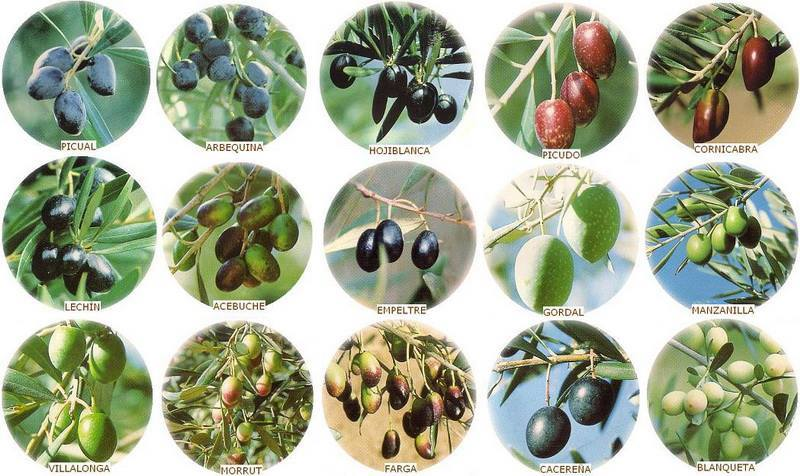 PICUAL
ARBEQUINA
HOJIBLANCA
PICUDO
CORNICABRA
LECHIN
ACEBUCHE
EMPELTRE
GORDAL
MANZANILLA
VILLALONGA
MORRUT
FARGA
CACEREÑA
BLANQUETA